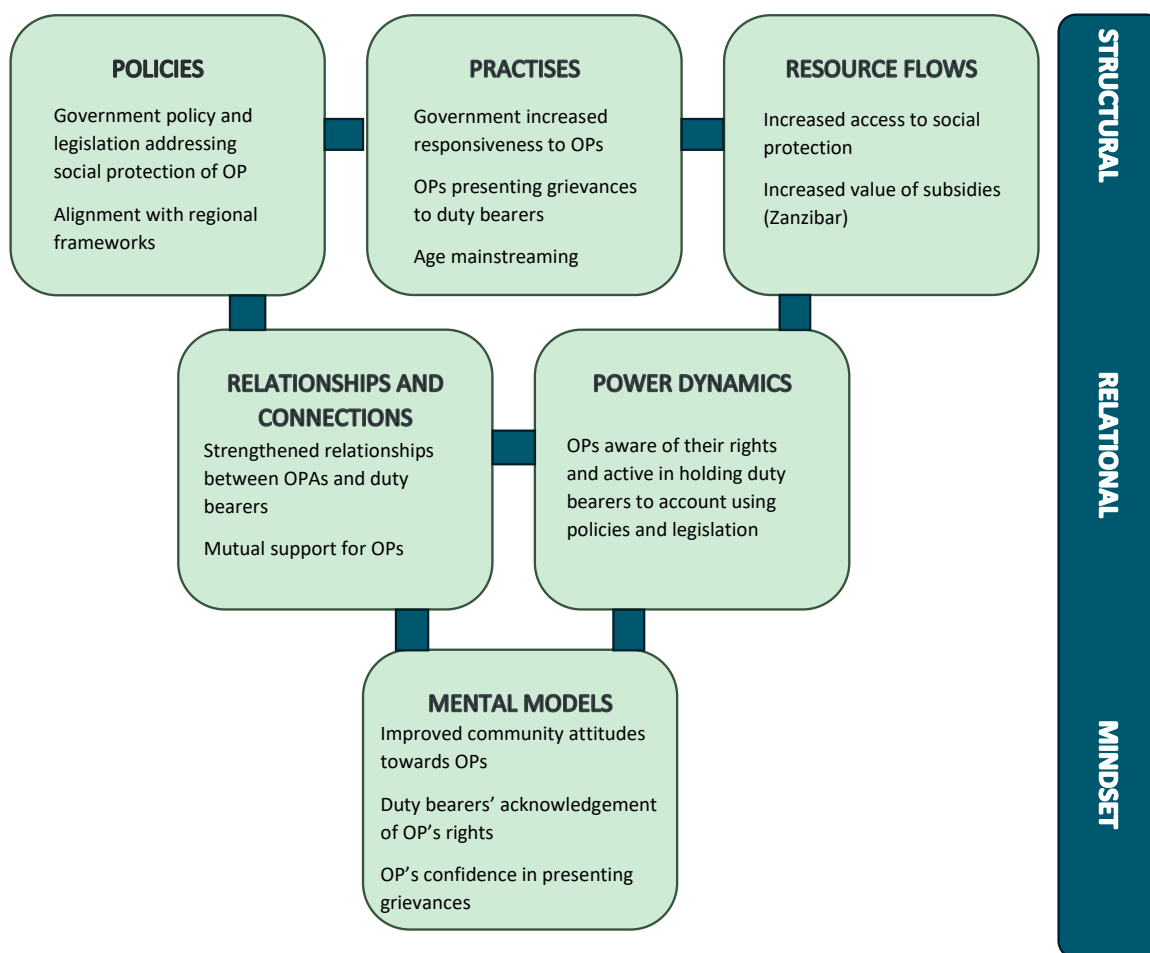 POLICIES
Government policy and
legislation addressing
social protection of OP
Alignment with regional
frameworks
PRACTISES
Government increased
responsiveness to OPs
OPs presenting grievances
to duty bearers
Age mainstreaming
RESOURCE FLOWS
Increased access to social
protection
Increased value of subsidies
(Zanzibar)
STRUCTURAL
RELATIONSHIPS AND
CONNECTIONS
Strengthened relationships
between OPAs and duty
bearers
Mutual support for OPs
POWER DYNAMICS
OPs aware of their rights
and active in holding duty
bearers to account using
policies and legislation
RELATIONAL
MENTAL MODELS
Improved community attitudes
towards OPs
Duty bearers’ acknowledgement
of OP’s rights
OP’s confidence in presenting
grievances
MINDSET